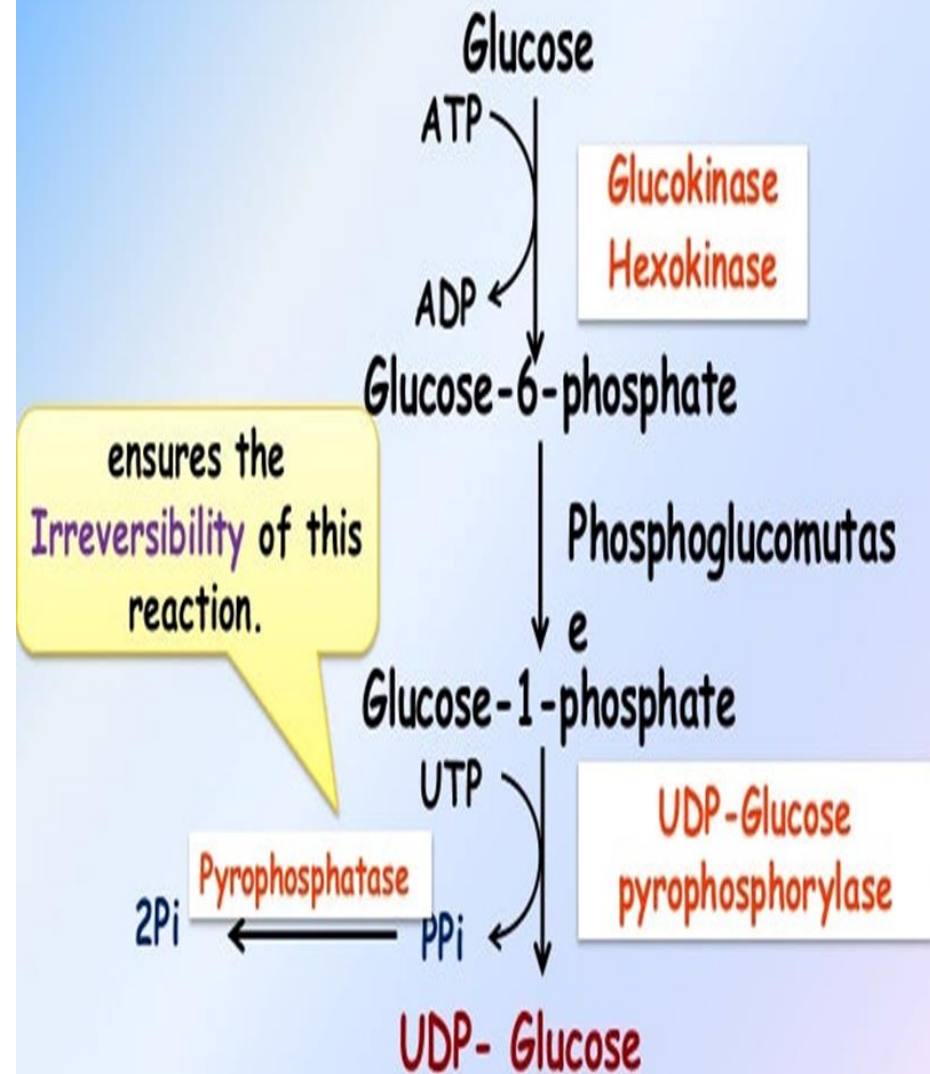 Glucose
ATP
Glucokinase
Hexokinase
ADP
Glucose-6-phosphate
ensures the
Irreversibility of this
reaction.
Phosphoglucomutas
e
Glucose-1-phosphate
UTP
UDP-Glucose
pyrophosphorylase
Pyrophosphatase
2Pi
PPi
UDP- Glucose